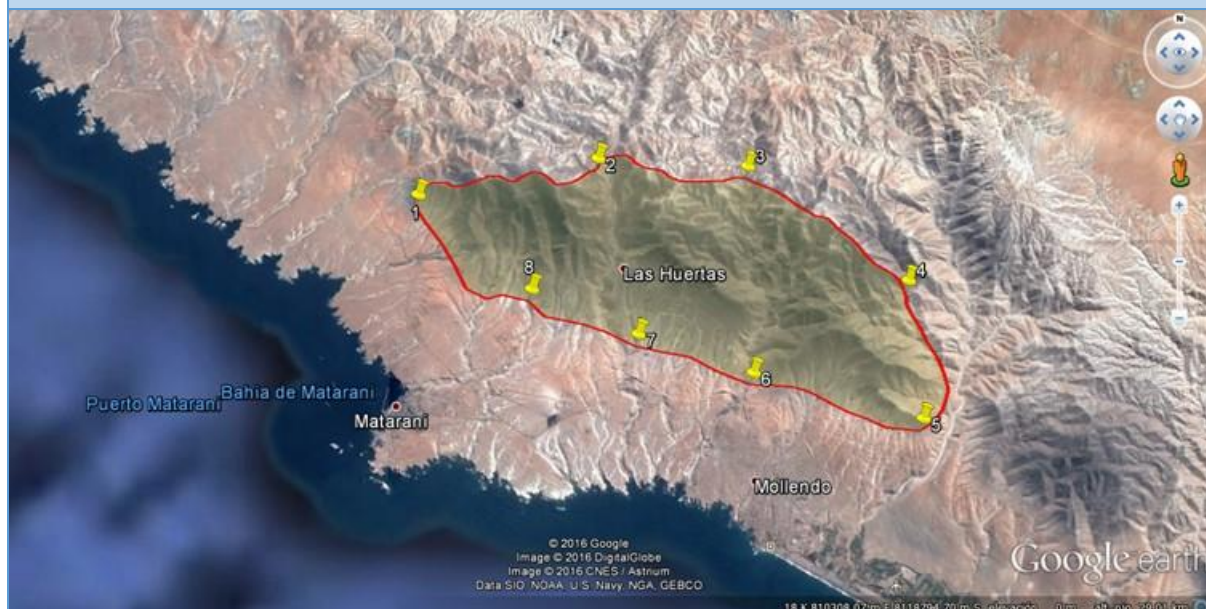 N
2
3
1
8
Las Huertas
4
7
Bahía de Matarani
Puerto Matarani
6
Matarani
5
Mollendo
© 2016 Google
Image © 2016 DigitalGlobe
Image © 2016 CNES / Astrium
Data SIO, NOAA, U.S. Navy, NGA, GEBCO
Google earth